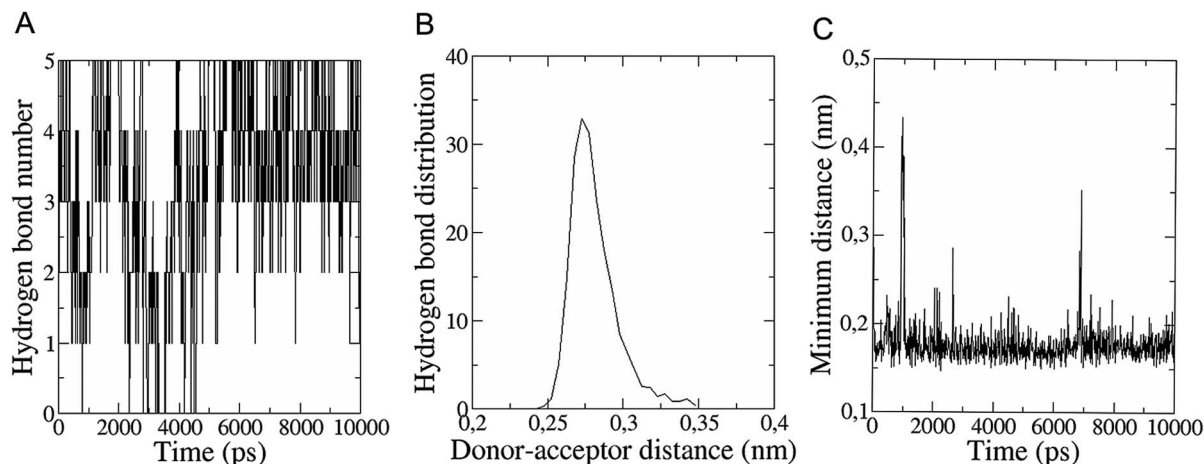 A
Hydrogen bond number
5
4
3
2
1
0
0 2000 4000 6000 8000 10000
Time (ps)
B
Hydrogen bond distribution
40
30
20
10
0
0,2 0,25 0,3 0,35 0,4
Donor-acceptor distance (nm)
C
Minimum distance (nm)
0,5
0,4
0,3
0,2
0,1
0 2000 4000 6000 8000 10000
Time (ps)